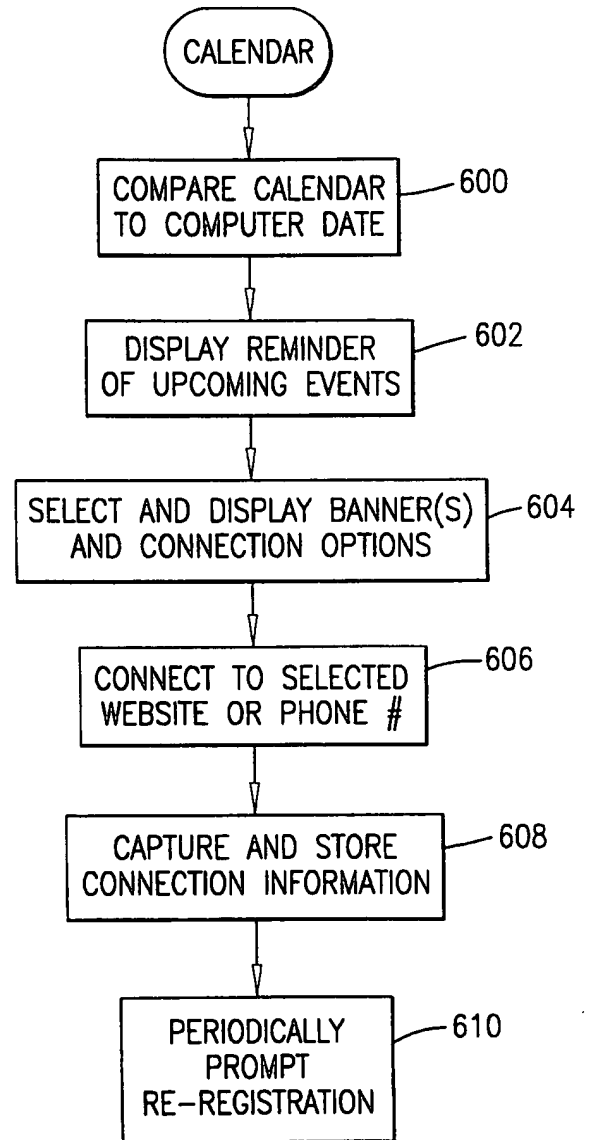 CALENDAR
COMPARE CALENDAR
TO COMPUTER DATE
600
DISPLAY REMINDER
OF UPCOMING EVENTS
602
SELECT AND DISPLAY BANNER(S)
AND CONNECTION OPTIONS
604
CONNECT TO SELECTED
WEBSITE OR PHONE #
606
CAPTURE AND STORE
CONNECTION INFORMATION
608
PERIODICALLY
PROMPT
RE-REGISTRATION
610